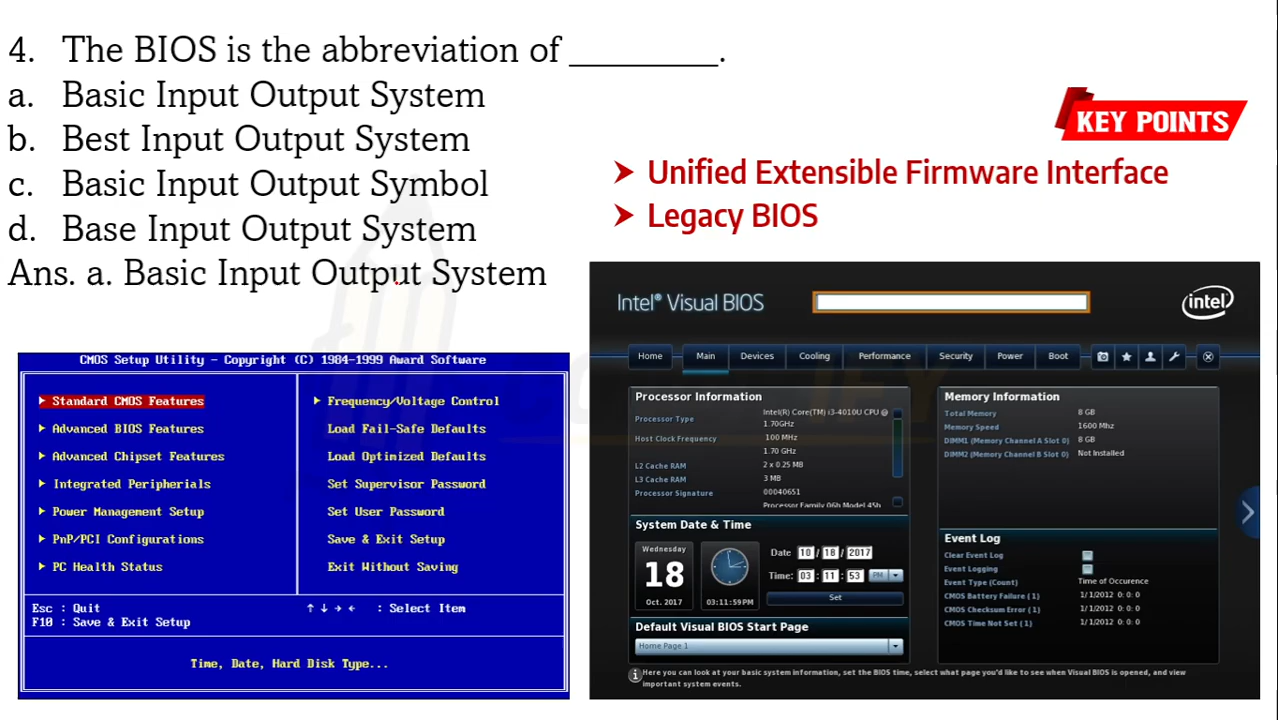 4. The BIOS is the abbreviation of _________.
a. Basic Input Output System
b. Best Input Output System
c. Basic Input Output Symbol
d. Base Input Output System
Ans. a. Basic Input Output System
KEY POINTS
➤ Unified Extensible Firmware Interface
➤ Legacy BIOS
CMOS Setup Utility - Copyright (C) 1984-1999 Award Software
Standard CMOS Features
Advanced BIOS Features
Advanced Chipset Features
Integrated Peripherials
Power Management Setup
PnP/PCI Configurations
PC Health Status
Frequency/Voltage Control
Load Fail-Safe Defaults
Load Optimized Defaults
Set Supervisor Password
Set User Password
Save & Exit Setup
Exit Without Saving
Esc : Quit
F10 : Save & Exit Setup
↑ ↓ → ← : Select Item
Time, Date, Hard Disk Type...
Intel® Visual BIOS
intel
Home Main Devices Cooling Performance Security Power Boot
Processor Information
Processor Type Intel(R) Core(TM) i3-4010U CPU @
1.70GHz
Host Clock Frequency 100 MHz
1.70 GHz
L2 Cache RAM 2 x 0.25 MB
L3 Cache RAM 3 MB
Processor Signature 00040651
Processor Family 06h Model 45h
System Date & Time
Wednesday
18
Oct. 2017
03:11:59PM
Date 10 / 18 / 2017
Time: 03 : 11 : 53 PM
Set
Default Visual BIOS Start Page
Home Page 1
Memory Information
Total Memory 8 GB
Memory Speed 1600 Mhz
DIMM1 (Memory Channel A Slot 0) 8 GB
DIMM2 (Memory Channel B Slot 0) Not Installed
Event Log
Clear Event Log
Event Logging
Event Type (Count) Time of Occurence
CMOS Battery Failure ( 1 ) 1/ 1/2012 0: 0: 0
CMOS Checksum Error ( 1 ) 1/ 1/2012 0: 0: 0
CMOS Time Not Set ( 1 ) 1/ 1/2012 0: 0: 0
Here you can look at your basic system information, set the BIOS time, select what page you'd like to see when Visual BIOS is opened, and view
important system events.